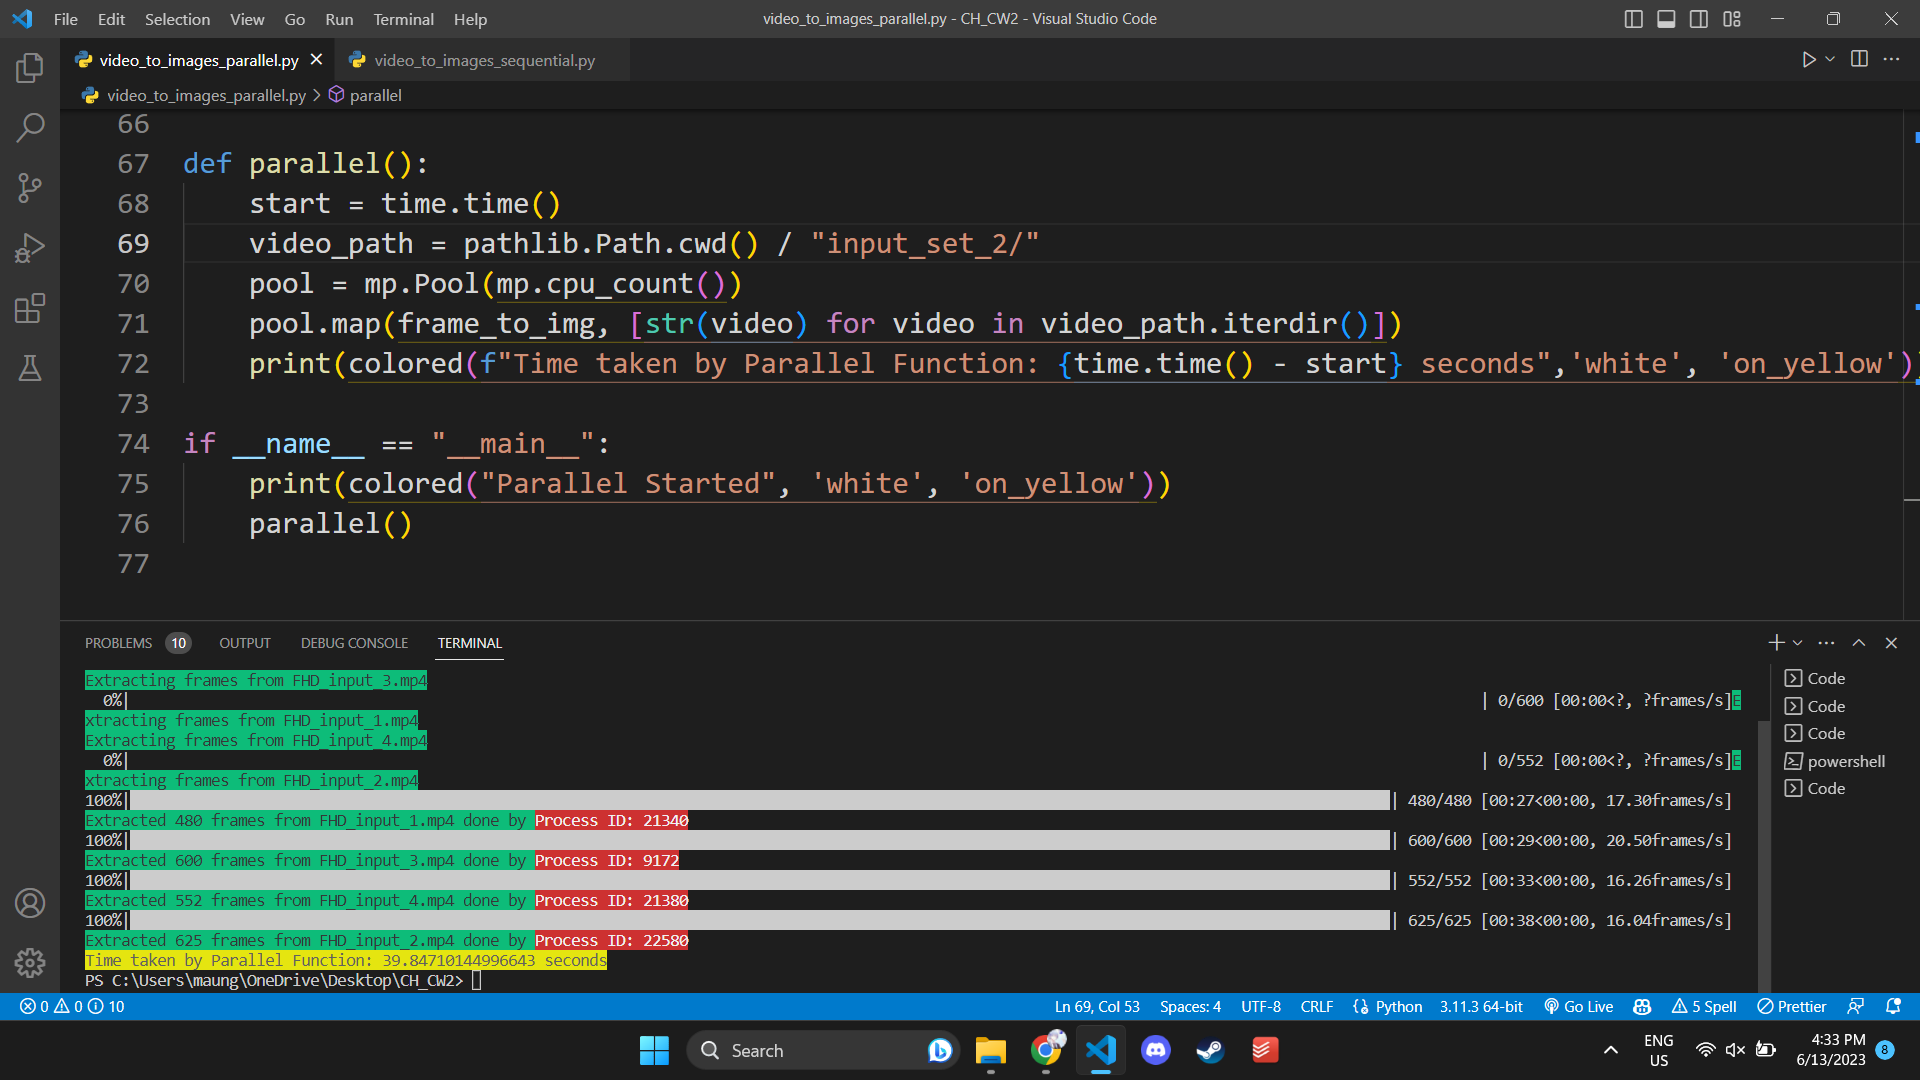 File Edit Selection View Go Run Terminal Help
video_to_images_parallel.py - CH_CW2 - Visual Studio Code
video_to_images_parallel.py
video_to_images_sequential.py
video_to_images_parallel.py > parallel
66
67 def parallel():
68 start = time.time()
69 video_path = pathlib.Path.cwd() / "input_set_2/"
70 pool = mp.Pool(mp.cpu_count())
71 pool.map(frame_to_img, [str(video) for video in video_path.iterdir()])
72 print(colored(f"Time taken by Parallel Function: {time.time() - start} seconds",'white', 'on_yellow'))
73
74 if __name__ == "__main__":
75 print(colored("Parallel Started", 'white', 'on_yellow'))
76 parallel()
77
PROBLEMS 10 OUTPUT DEBUG CONSOLE TERMINAL
Extracting frames from FHD_input_3.mp4
0%| | 0/600 [00:00<?, ?frames/s]E
xtracting frames from FHD_input_1.mp4
Extracting frames from FHD_input_4.mp4
0%| | 0/552 [00:00<?, ?frames/s]E
xtracting frames from FHD_input_2.mp4
100%| | 480/480 [00:27<00:00, 17.30frames/s]
Extracted 480 frames from FHD_input_1.mp4 done by Process ID: 21340
100%| | 600/600 [00:29<00:00, 20.50frames/s]
Extracted 600 frames from FHD_input_3.mp4 done by Process ID: 9172
100%| | 552/552 [00:33<00:00, 16.26frames/s]
Extracted 552 frames from FHD_input_4.mp4 done by Process ID: 21380
100%| | 625/625 [00:38<00:00, 16.04frames/s]
Extracted 625 frames from FHD_input_2.mp4 done by Process ID: 22580
Time taken by Parallel Function: 39.84710144996643 seconds
PS C:\Users\maung\OneDrive\Desktop\CH_CW2>
Code
Code
Code
powershell
Code
0 0 10
Ln 69, Col 53 Spaces: 4 UTF-8 CRLF Python 3.11.3 64-bit Go Live 5 Spell Prettier
Search
ENG
US
4:33 PM
6/13/2023
8